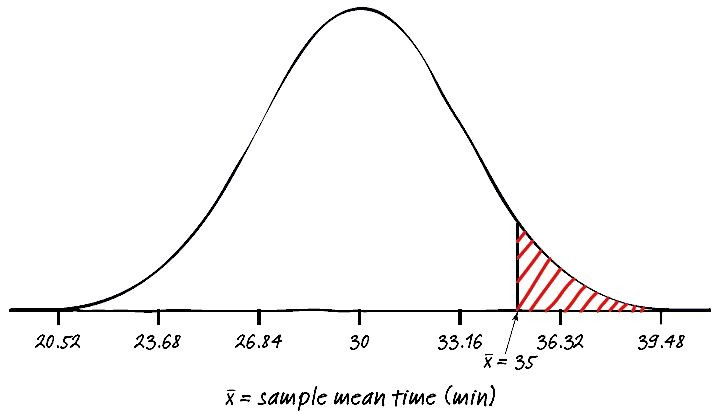 20.52 23.68 26.84 30 33.16 36.32 39.48
x̄ = 35
x̄ = sample mean time (min)